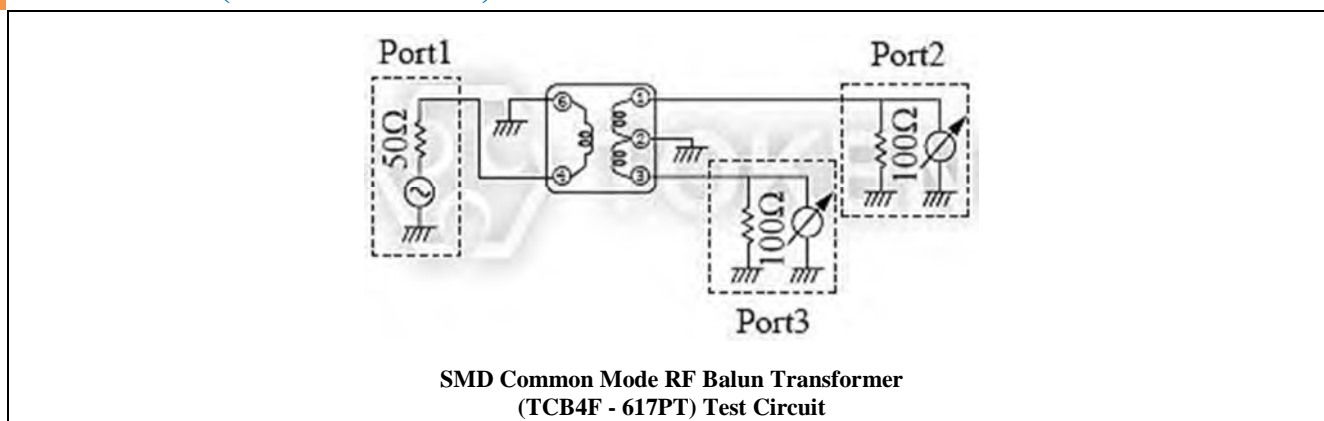 Port1
Port2
50Ω
⑥
①
②
④
③
100Ω
100Ω
Port3
TOKEN
SMD Common Mode RF Balun Transformer
(TCB4F - 617PT) Test Circuit